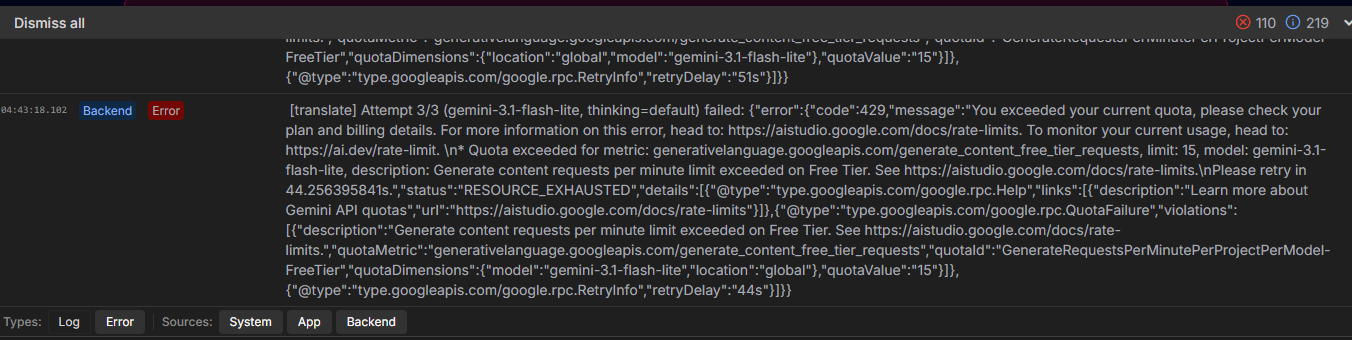 Dismiss all
110
219
limits.","quotaMetric":"generativelanguage.googleapis.com/generate_content_free_tier_requests","quotaId":"GenerateRequestsPerMinutePerProjectPerModel-
FreeTier","quotaDimensions":{"location":"global","model":"gemini-3.1-flash-lite"},"quotaValue":"15"}]},
{"@type":"type.googleapis.com/google.rpc.RetryInfo","retryDelay":"51s"}]}}
04:43:18.102 Backend Error
[translate] Attempt 3/3 (gemini-3.1-flash-lite, thinking=default) failed: {"error":{"code":429,"message":"You exceeded your current quota, please check your
plan and billing details. For more information on this error, head to: https://aistudio.google.com/docs/rate-limits. To monitor your current usage, head to:
https://ai.dev/rate-limit. \n* Quota exceeded for metric: generativelanguage.googleapis.com/generate_content_free_tier_requests, limit: 15, model: gemini-3.1-
flash-lite, description: Generate content requests per minute limit exceeded on Free Tier. See https://aistudio.google.com/docs/rate-limits.\nPlease retry in
44.256395841s.","status":"RESOURCE_EXHAUSTED","details":[{"@type":"type.googleapis.com/google.rpc.Help","links":[{"description":"Learn more about
Gemini API quotas","url":"https://aistudio.google.com/docs/rate-limits"}]},{"@type":"type.googleapis.com/google.rpc.QuotaFailure","violations":
[{"description":"Generate content requests per minute limit exceeded on Free Tier. See https://aistudio.google.com/docs/rate-
limits.","quotaMetric":"generativelanguage.googleapis.com/generate_content_free_tier_requests","quotaId":"GenerateRequestsPerMinutePerProjectPerModel-
FreeTier","quotaDimensions":{"model":"gemini-3.1-flash-lite","location":"global"},"quotaValue":"15"}]},
{"@type":"type.googleapis.com/google.rpc.RetryInfo","retryDelay":"44s"}]}}
Types: Log Error Sources: System App Backend